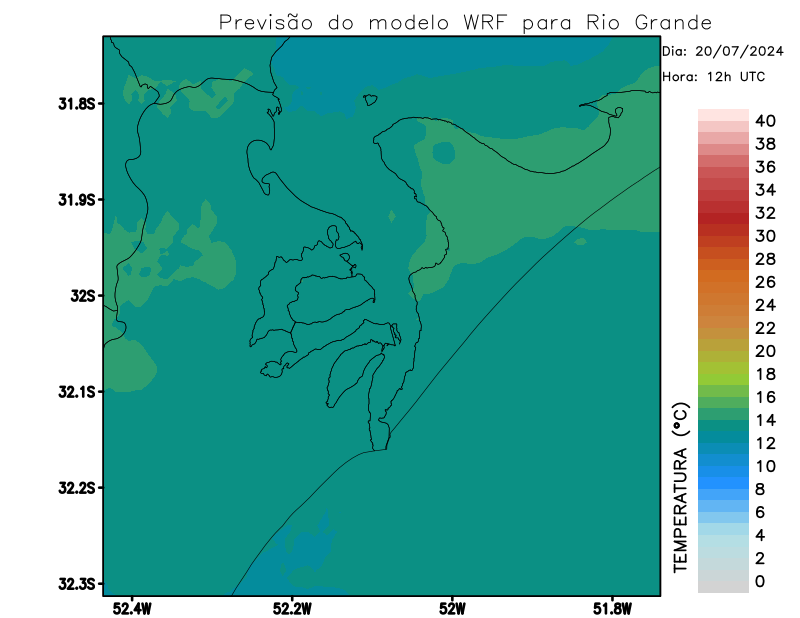 Previsão do modelo WRF para Rio Grande
Dia: 20/07/2024
Hora: 12h UTC
31.8S
31.9S
32S
32.1S
32.2S
32.3S
52.4W
52.2W
52W
51.8W
TEMPERATURA (°C)
40
38
36
34
32
30
28
26
24
22
20
18
16
14
12
10
8
6
4
2
0